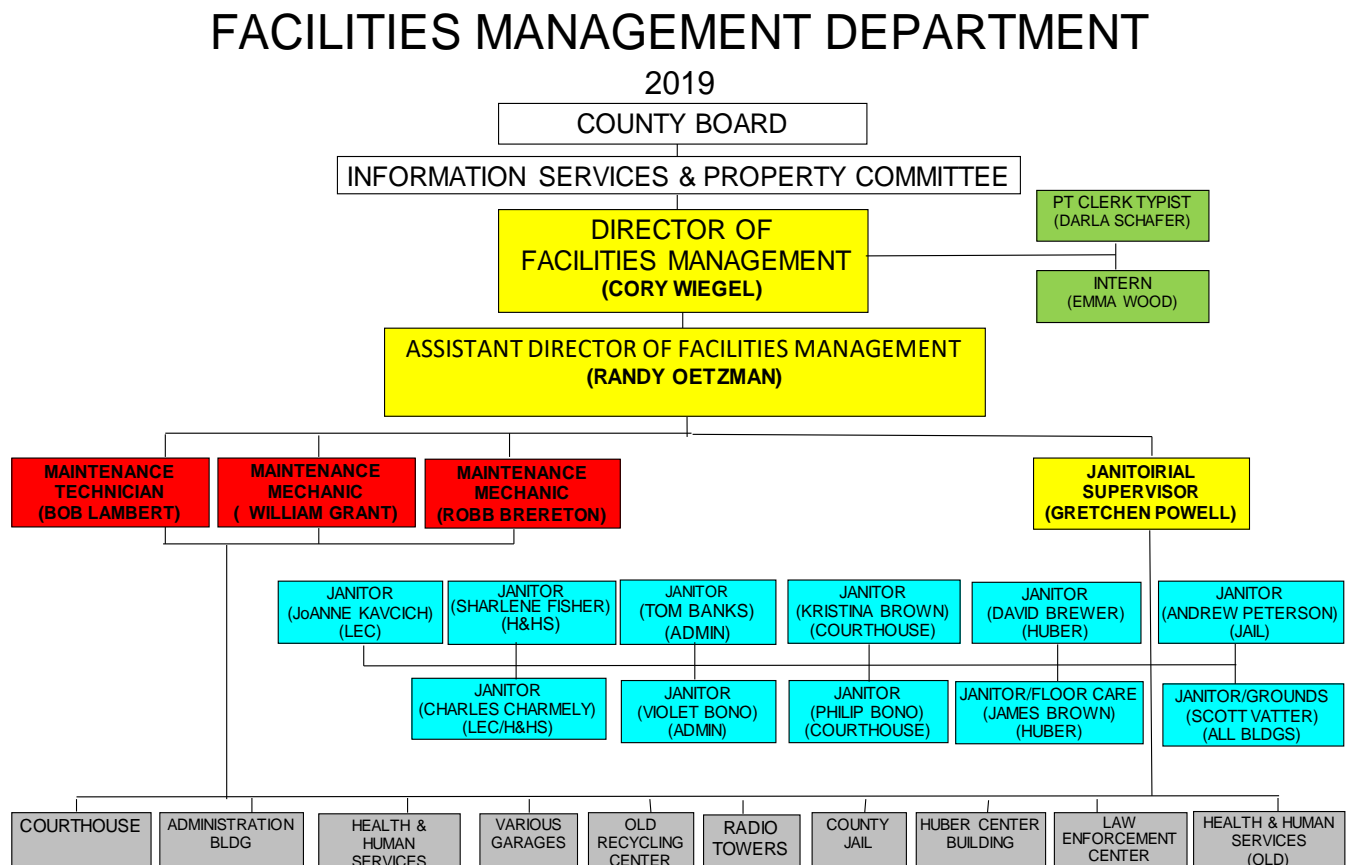 FACILITIES MANAGEMENT DEPARTMENT
2019
COUNTY BOARD
INFORMATION SERVICES & PROPERTY COMMITTEE
PT CLERK TYPIST
(DARLA SCHAFER)
DIRECTOR OF
FACILITIES MANAGEMENT
(CORY WIEGEL)
INTERN
(EMMA WOOD)
ASSISTANT DIRECTOR OF FACILITIES MANAGEMENT
(RANDY OETZMAN)
MAINTENANCE
TECHNICIAN
(BOB LAMBERT)
MAINTENANCE
MECHANIC
( WILLIAM GRANT)
MAINTENANCE
MECHANIC
(ROBB BRERETON)
JANITOIRIAL
SUPERVISOR
(GRETCHEN POWELL)
JANITOR
(JoANNE KAVCICH)
(LEC)
JANITOR
(SHARLENE FISHER)
(H&HS)
JANITOR
(TOM BANKS)
(ADMIN)
JANITOR
(KRISTINA BROWN)
(COURTHOUSE)
JANITOR
(DAVID BREWER)
(HUBER)
JANITOR
(ANDREW PETERSON)
(JAIL)
JANITOR
(CHARLES CHARMELY)
(LEC/H&HS)
JANITOR
(VIOLET BONO)
(ADMIN)
JANITOR
(PHILIP BONO)
(COURTHOUSE)
JANITOR/FLOOR CARE
(JAMES BROWN)
(HUBER)
JANITOR/GROUNDS
(SCOTT VATTER)
(ALL BLDGS)
COURTHOUSE
ADMINISTRATION
BLDG
HEALTH &
HUMAN
SERVICES
VARIOUS
GARAGES
OLD
RECYCLING
CENTER
RADIO
TOWERS
COUNTY
JAIL
HUBER CENTER
BUILDING
LAW
ENFORCEMENT
CENTER
HEALTH & HUMAN
SERVICES
(OLD)